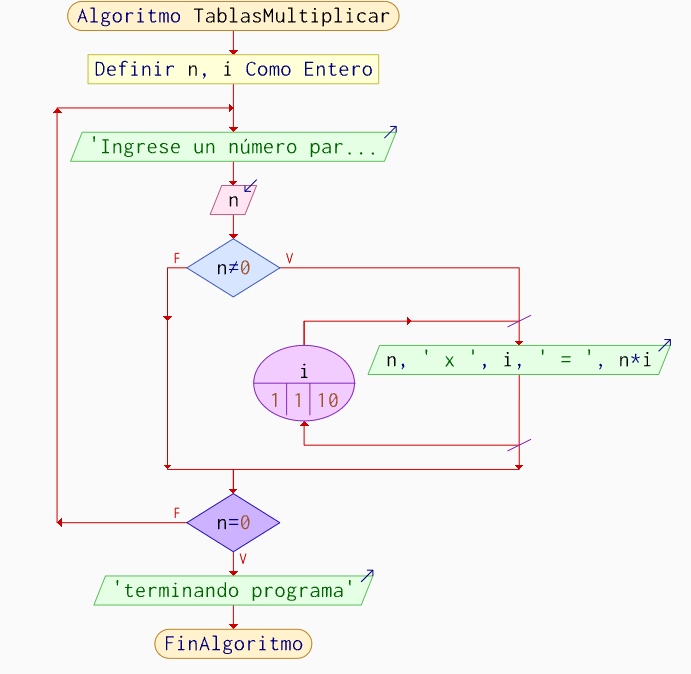 Algoritmo TablasMultiplicar
Definir n, i Como Entero
'Ingrese un número par...
n
F
n≠0
V
i
1 1 10
n, ' x ', i, ' = ', n*i
F
n=0
V
'terminando programa'
FinAlgoritmo